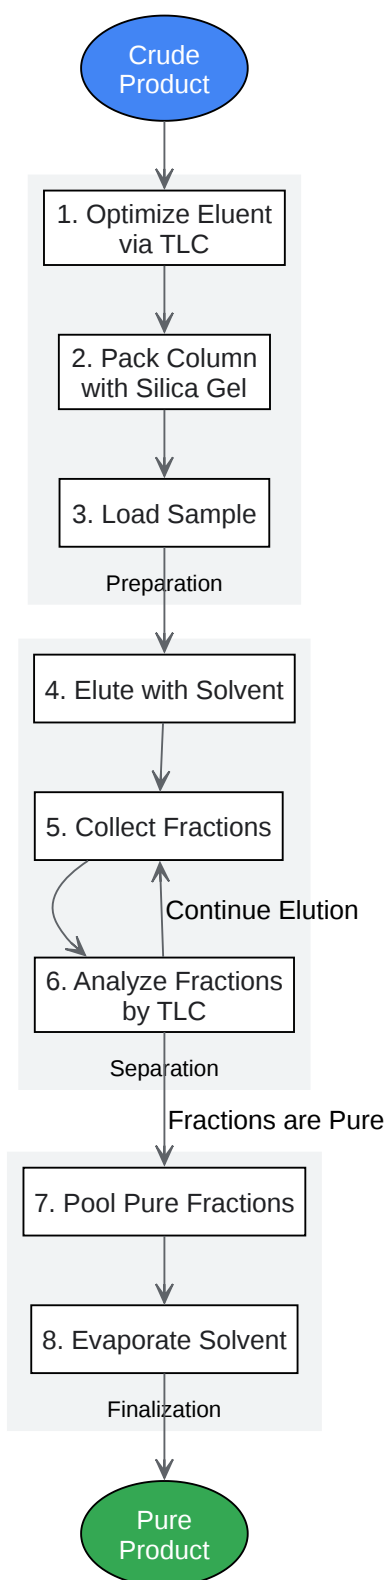 Crude
Product
1. Optimize Eluent
via TLC
2. Pack Column
with Silica Gel
3. Load Sample
Preparation
4. Elute with Solvent
5. Collect Fractions
Continue Elution
6. Analyze Fractions
by TLC
Separation
Fractions are Pure
7. Pool Pure Fractions
8. Evaporate Solvent
Finalization
Pure
Product